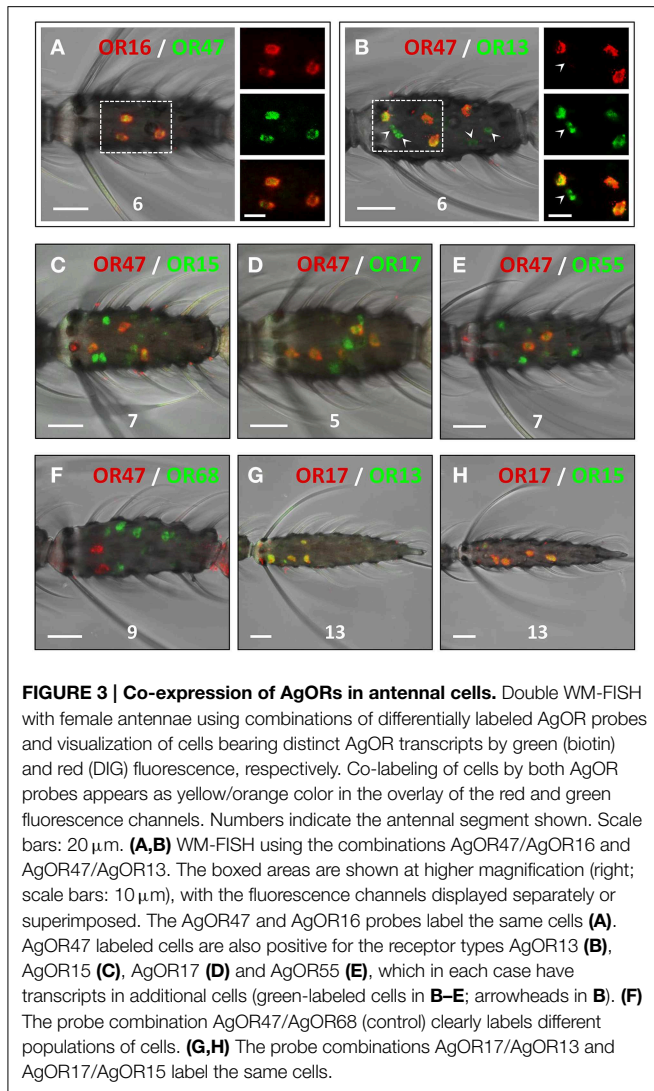 A OR16 / OR47
6
B OR47 / OR13
6
C OR47 / OR15
7
D OR47 / OR17
5
E OR47 / OR55
7
F OR47 / OR68
9
G OR17 / OR13
13
H OR17 / OR15
13
FIGURE 3 | Co-expression of AgORs in antennal cells. Double WM-FISH
with female antennae using combinations of differentially labeled AgOR probes
and visualization of cells bearing distinct AgOR transcripts by green (biotin)
and red (DIG) fluorescence, respectively. Co-labeling of cells by both AgOR
probes appears as yellow/orange color in the overlay of the red and green
fluorescence channels. Numbers indicate the antennal segment shown. Scale
bars: 20 μm. (A,B) WM-FISH using the combinations AgOR47/AgOR16 and
AgOR47/AgOR13. The boxed areas are shown at higher magnification (right;
scale bars: 10 μm), with the fluorescence channels displayed separately or
superimposed. The AgOR47 and AgOR16 probes label the same cells (A).
AgOR47 labeled cells are also positive for the receptor types AgOR13 (B),
AgOR15 (C), AgOR17 (D) and AgOR55 (E), which in each case have
transcripts in additional cells (green-labeled cells in B–E; arrowheads in B). (F)
The probe combination AgOR47/AgOR68 (control) clearly labels different
populations of cells. (G,H) The probe combinations AgOR17/AgOR13 and
AgOR17/AgOR15 label the same cells.